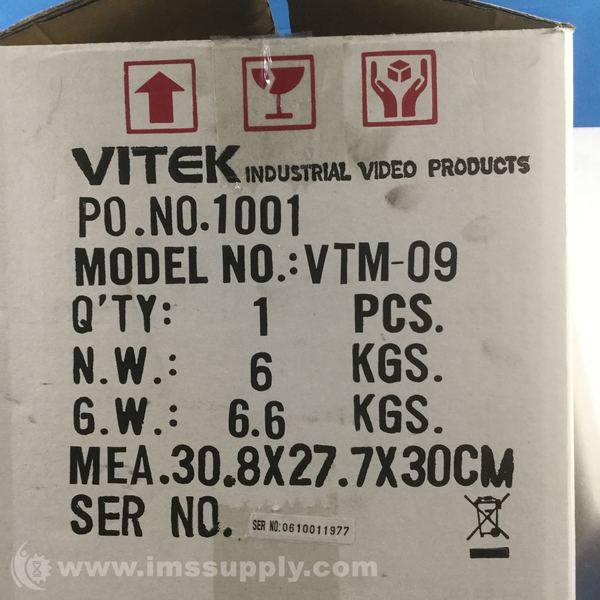 VITEK INDUSTRIAL VIDEO PRODUCTS
PO.NO.1001
MODEL NO.:VTM-09
Q'TY: 1 PCS.
N.W.: 6 KGS.
G.W.: 6.6 KGS.
MEA.30.8X27.7X30CM
SER NO. SER NO:0610011977
www.imssupply.com